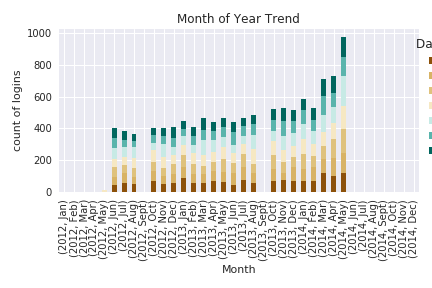 Month of Year Trend
Da
count of logins
1000
800
600
400
200
0
(2012, Jan)
(2012, Feb)
(2012, Mar)
(2012, Apr)
(2012, May)
(2012, Jun)
(2012, Jul)
(2012, Aug)
(2012, Sept)
(2012, Oct)
(2012, Nov)
(2012, Dec)
(2013, Jan)
(2013, Feb)
(2013, Mar)
(2013, Apr)
(2013, May)
(2013, Jun)
(2013, Jul)
(2013, Aug)
(2013, Sept)
(2013, Oct)
(2013, Nov)
(2013, Dec)
(2014, Jan)
(2014, Feb)
(2014, Mar)
(2014, Apr)
(2014, May)
(2014, Jun)
(2014, Jul)
(2014, Aug)
(2014, Sept)
(2014, Oct)
(2014, Nov)
(2014, Dec)
Month